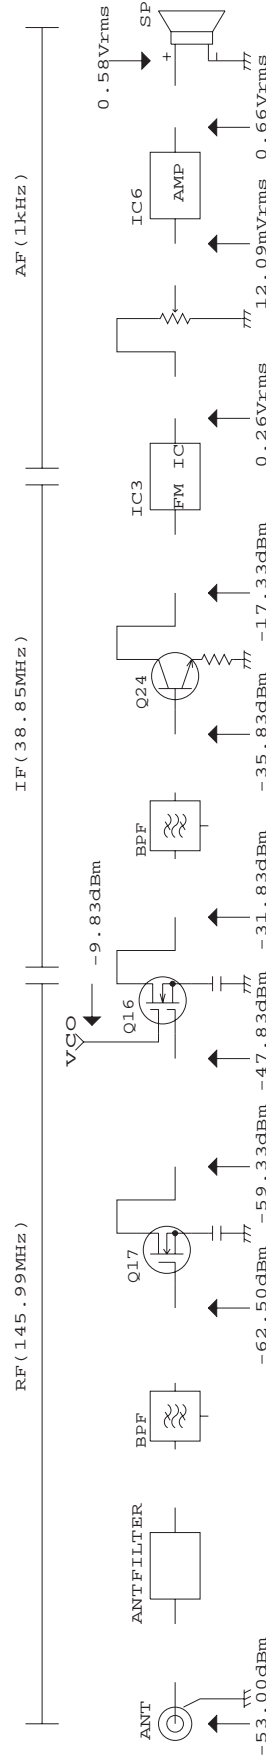 RF(145.99MHz)
IF(38.85MHz)
AF(1kHz)
ANT
ANTFILTER
BPF
Q17
Q16
VCO
-9.83dBm
BPF
Q24
IC3
FM IC
IC6
AMP
SP
0.58Vrms
+
-
-53.00dBm
-62.50dBm
-59.33dBm
-47.83dBm
-31.83dBm
-35.83dBm
-17.33dBm
0.26Vrms
12.09mVrms
0.66Vrms